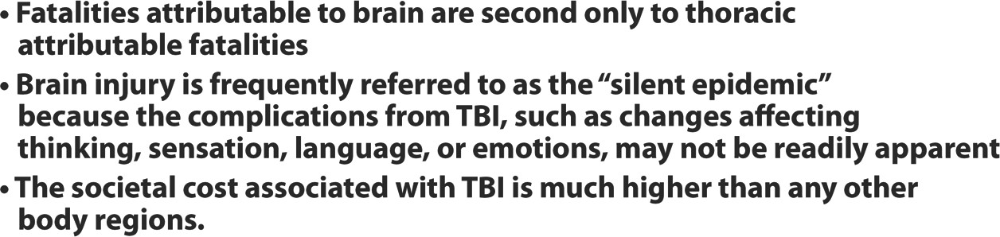 • Fatalities attributable to brain are second only to thoracic
attributable fatalities
• Brain injury is frequently referred to as the “silent epidemic”
because the complications from TBI, such as changes affecting
thinking, sensation, language, or emotions, may not be readily apparent
• The societal cost associated with TBI is much higher than any other
body regions.